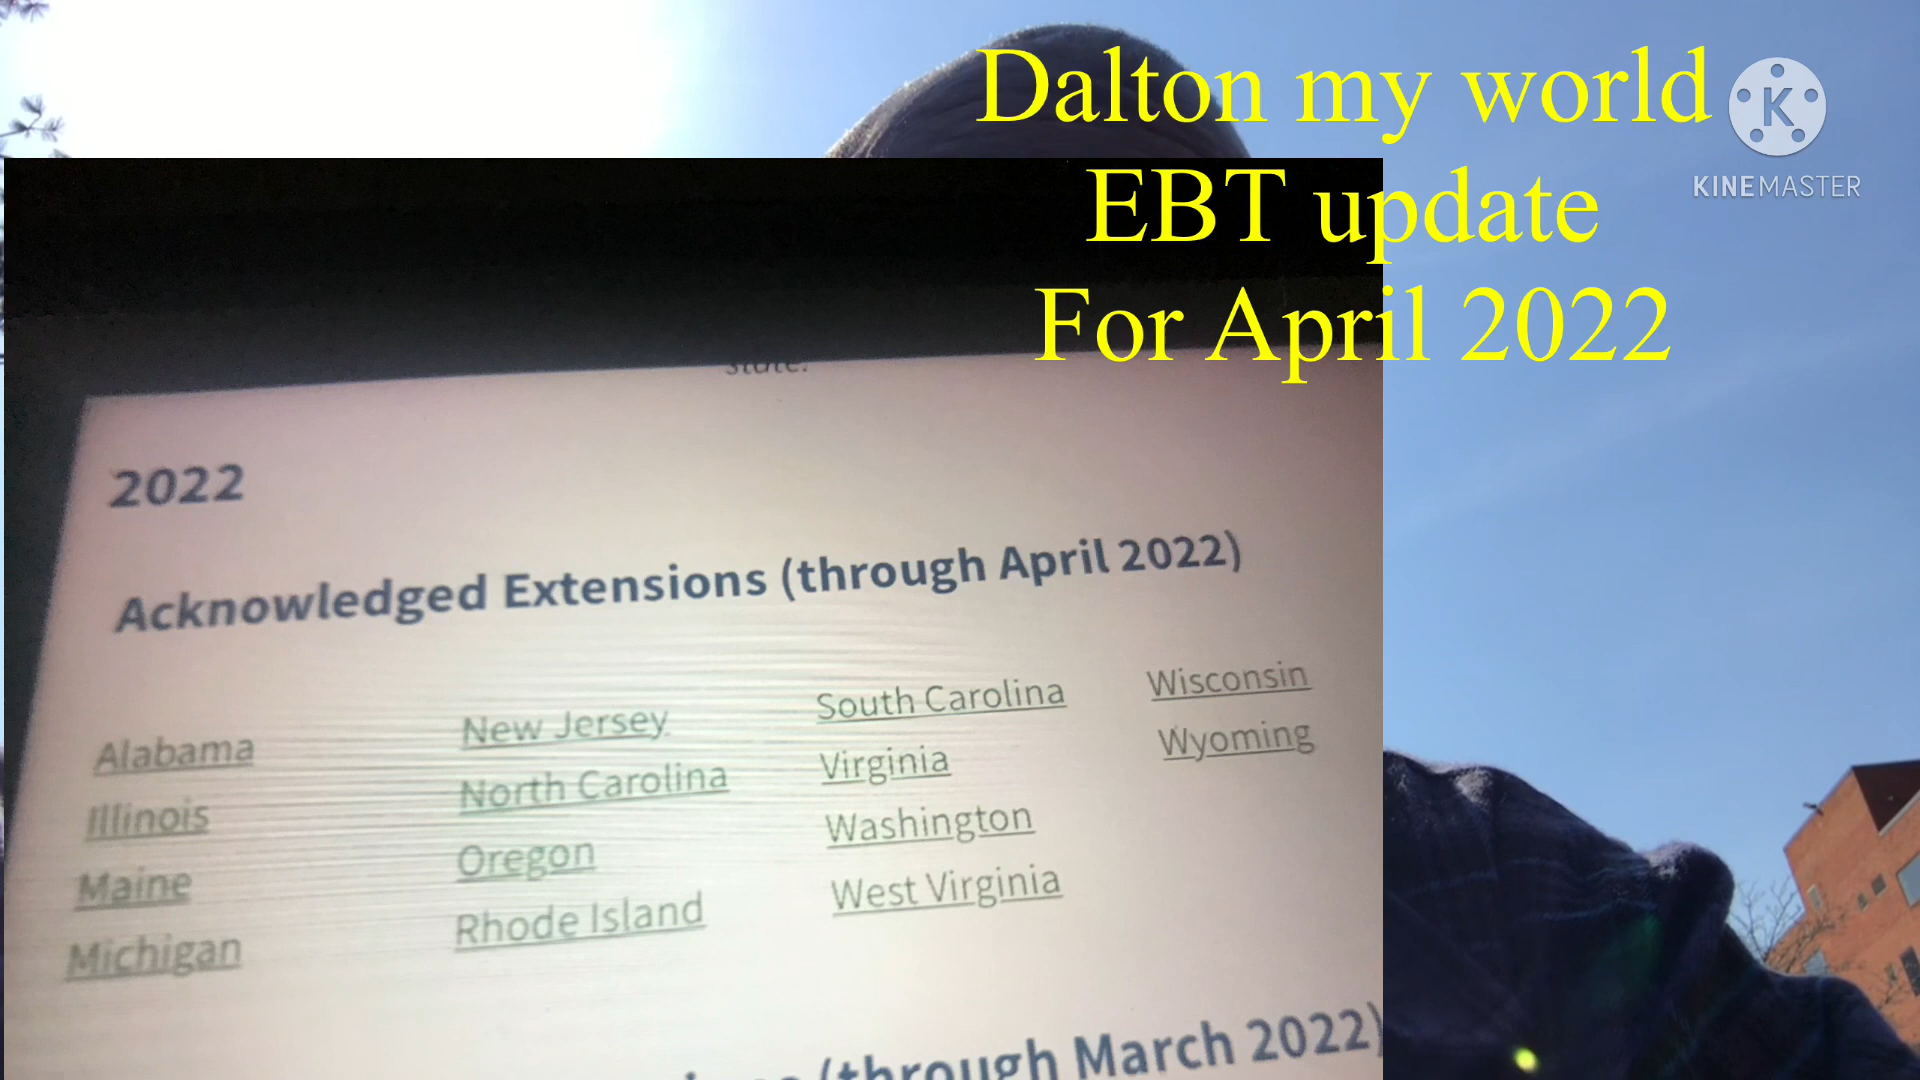 Dalton my world
EBT update
For April 2022
KINEMASTER
State.
2022
Acknowledged Extensions (through April 2022)
Alabama
Illinois
Maine
Michigan
New Jersey
North Carolina
Oregon
Rhode Island
South Carolina
Virginia
Washington
West Virginia
Wisconsin
Wyoming
(through March 2022)